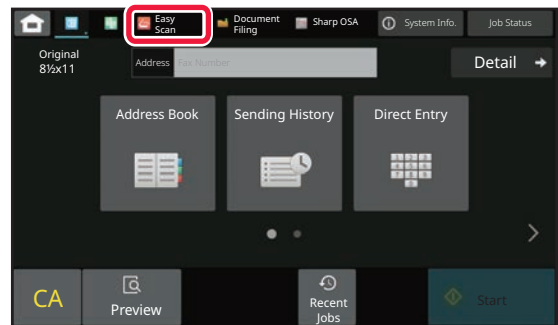 Easy
Scan
Document
Filing
Sharp OSA
System Info.
Job Status
Original
8½x11
Address
Fax Number
Detail
Address Book
Sending History
Direct Entry
CA
Preview
Recent
Jobs
Start